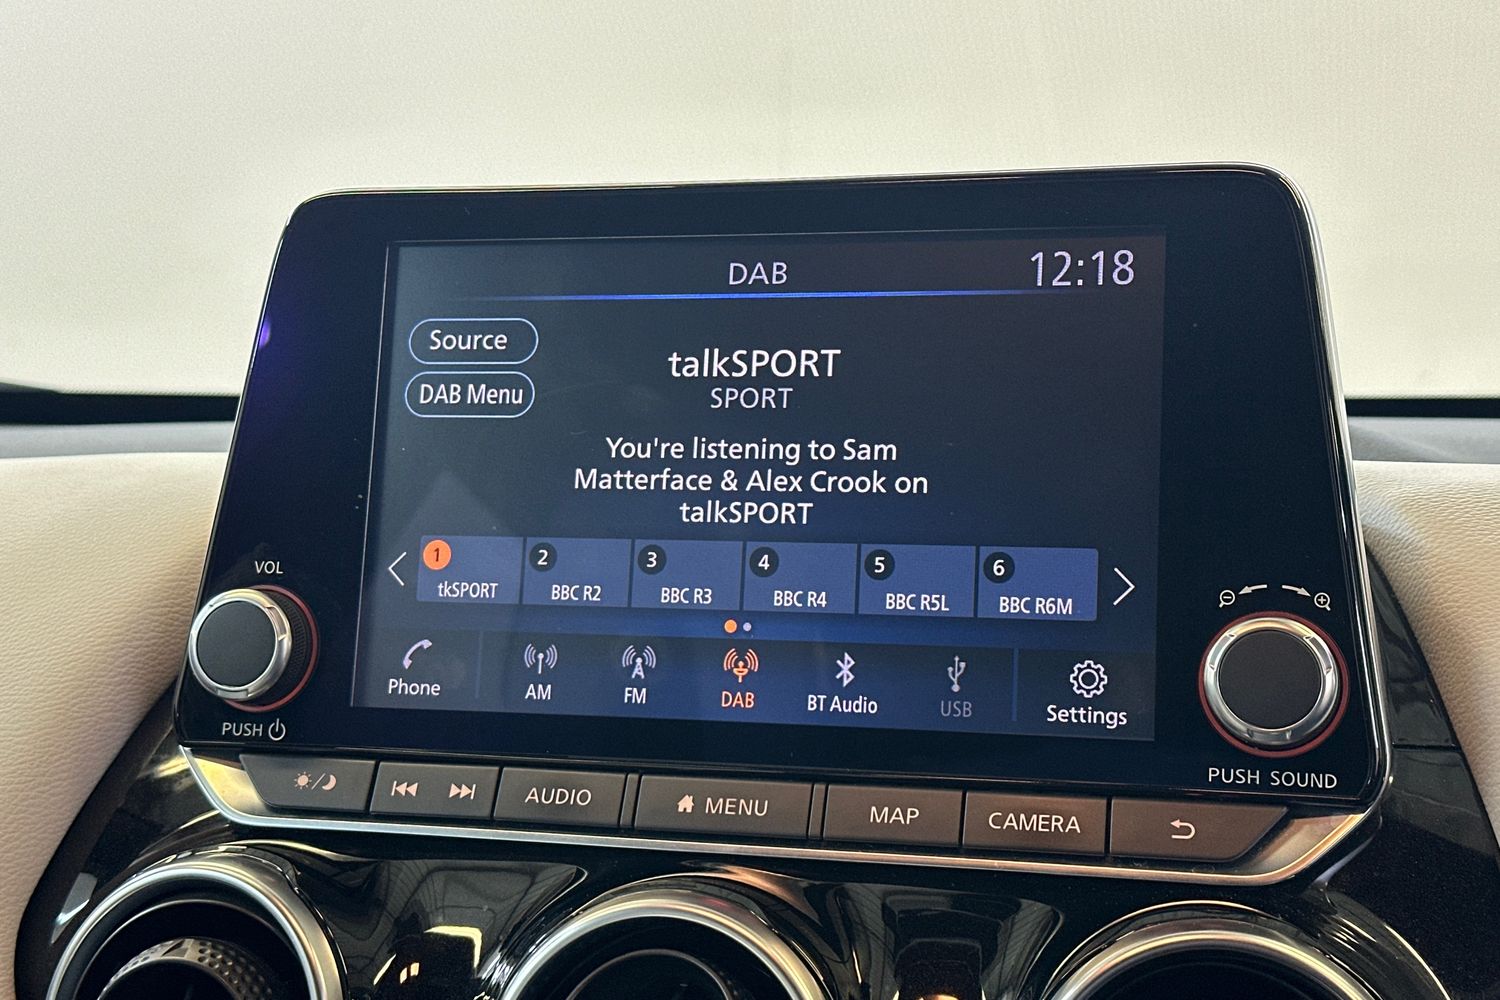 DAB
12:18
Source
DAB Menu
talkSPORT
SPORT
You're listening to Sam
Matterface & Alex Crook on
talkSPORT
1
tkSPORT
2
BBC R2
3
BBC R3
4
BBC R4
5
BBC R5L
6
BBC R6M
Phone
AM
FM
DAB
BT Audio
USB
Settings
VOL
PUSH
PUSH SOUND
AUDIO
MENU
MAP
CAMERA